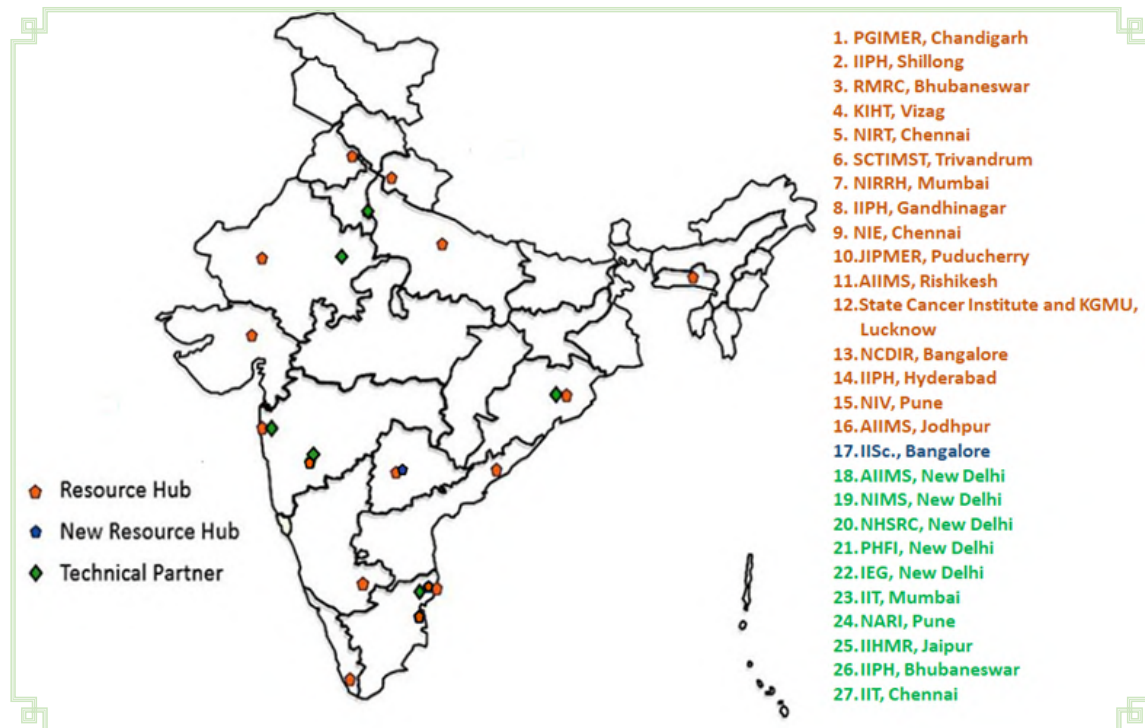 1. PGIMER, Chandigarh
2. IIPH, Shillong
3. RMRC, Bhubaneswar
4. KIHT, Vizag
5. NIRT, Chennai
6. SCTIMST, Trivandrum
7. NIRRH, Mumbai
8. IIPH, Gandhinagar
9. NIE, Chennai
10. JIPMER, Puducherry
11. AIIMS, Rishikesh
12. State Cancer Institute and KGMU,
Lucknow
13. NCDIR, Bangalore
14. IIPH, Hyderabad
15. NIV, Pune
16. AIIMS, Jodhpur
17. IISc., Bangalore
18. AIIMS, New Delhi
19. NIMS, New Delhi
20. NHSRC, New Delhi
21. PHFI, New Delhi
22. IEG, New Delhi
23. IIT, Mumbai
24. NARI, Pune
25. IIHMR, Jaipur
26. IIPH, Bhubaneswar
27. IIT, Chennai
Resource Hub
New Resource Hub
Technical Partner